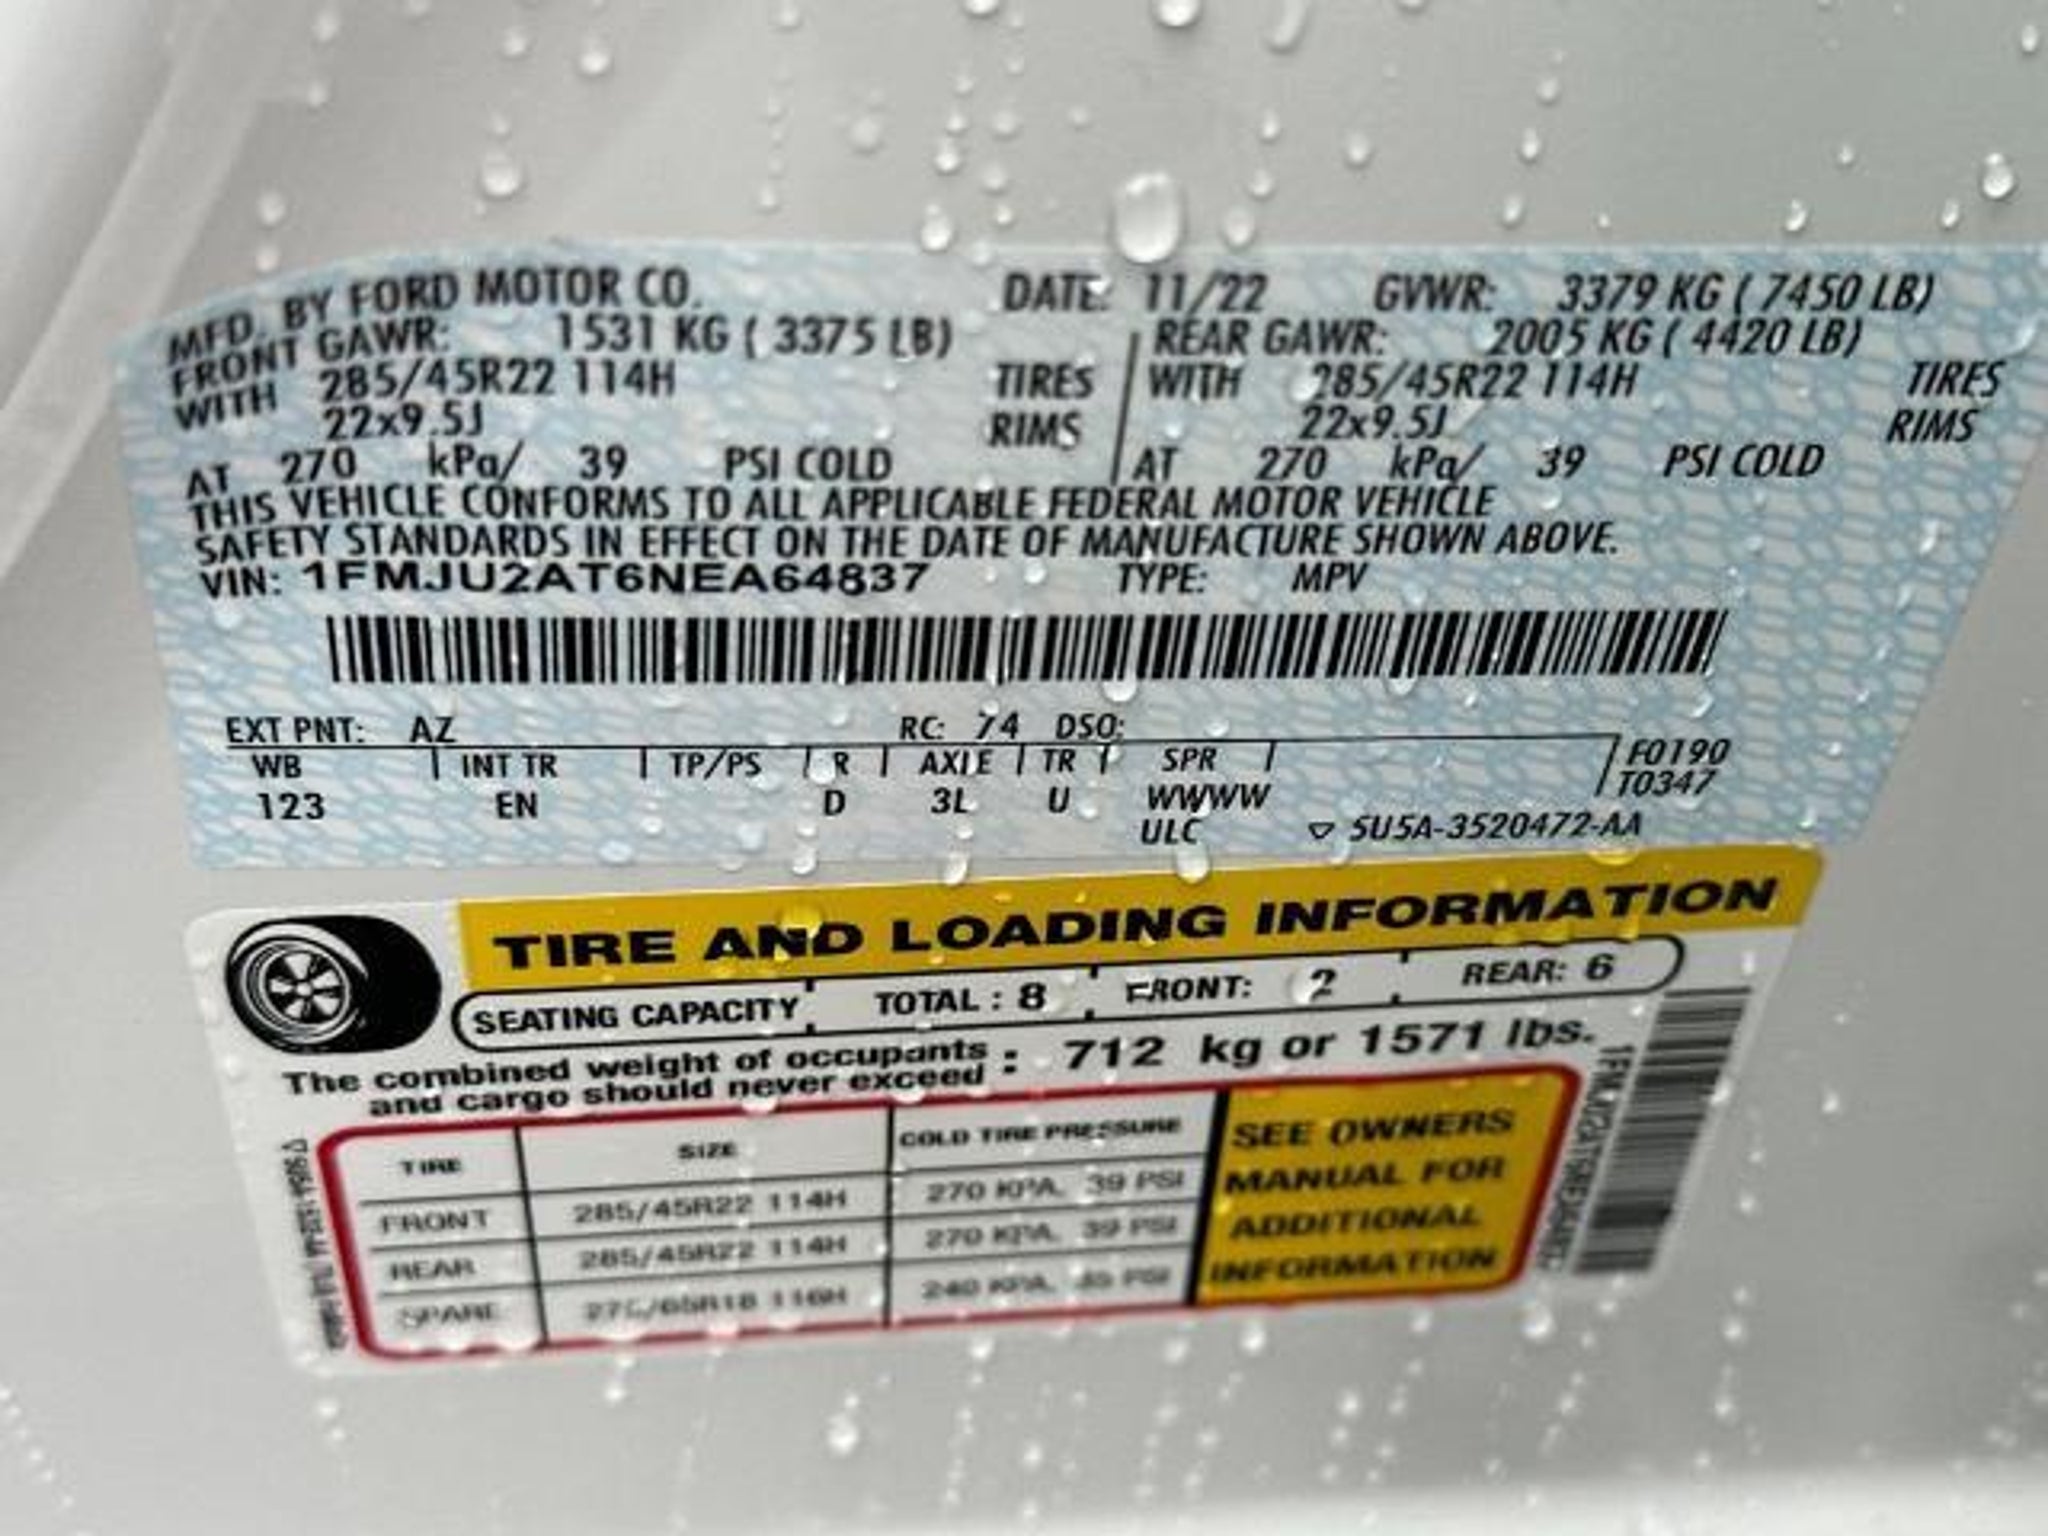 MFD. BY FORD MOTOR CO. DATE: 11/22 GVWR: 3379 KG ( 7450 LB)
FRONT GAWR: 1531 KG ( 3375 LB) REAR GAWR: 2005 KG ( 4420 LB)
WITH 285/45R22 114H TIRES WITH 285/45R22 114H TIRES
22x9.5J RIMS 22x9.5J RIMS
AT 270 kPa/ 39 PSI COLD AT 270 kPa/ 39 PSI COLD
THIS VEHICLE CONFORMS TO ALL APPLICABLE FEDERAL MOTOR VEHICLE
SAFETY STANDARDS IN EFFECT ON THE DATE OF MANUFACTURE SHOWN ABOVE.
VIN: 1FMJU2AT6NEA64837 TYPE: MPV
EXT PNT: AZ RC: 74 DSO:
WB INT TR TP/PS R AXLE TR SPR F0190
T0347
123 EN D 3L U WWWW
ULC 5U5A-3520472-AA
TIRE AND LOADING INFORMATION
SEATING CAPACITY TOTAL : 8 FRONT: 2 REAR: 6
The combined weight of occupants : 712 kg or 1571 lbs.
and cargo should never exceed
TIRE SIZE COLD TIRE PRESSURE
FRONT 285/45R22 114H 270 KPA, 39 PSI
REAR 285/45R22 114H 270 KPA, 39 PSI
SPARE 275/65R18 116H 240 KPA, 35 PSI
SEE OWNERS
MANUAL FOR
ADDITIONAL
INFORMATION
1FMJU2AT6NEA64837